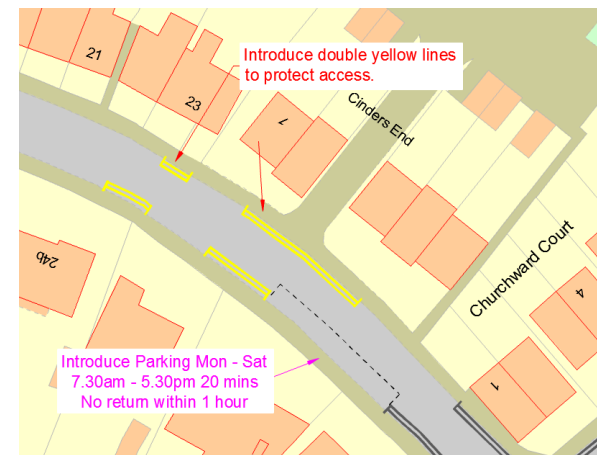 21
Introduce double yellow lines
to protect access.
23
7
Cinders End
24b
Churchward Court
4
Introduce Parking Mon - Sat
7.30am - 5.30pm 20 mins
No return within 1 hour
1